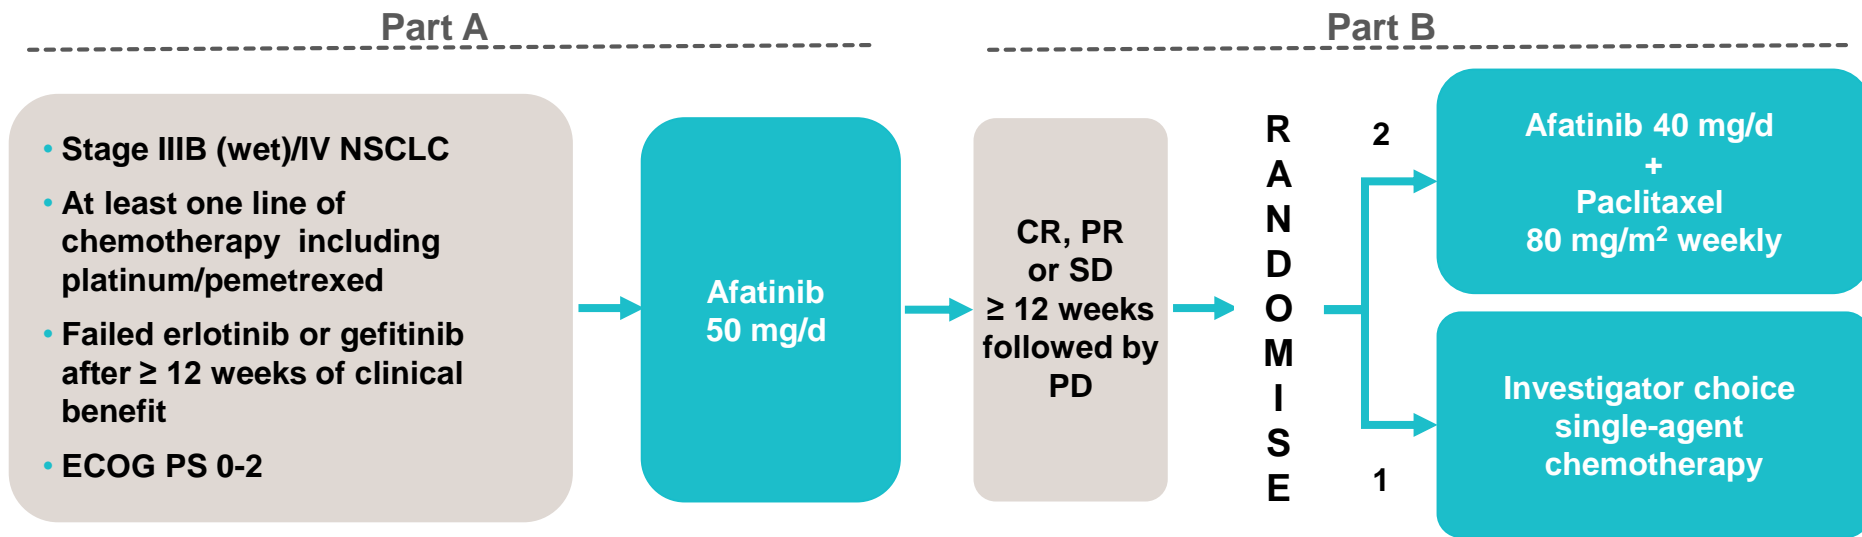 Part A
Part B
• Stage IIIB (wet)/IV NSCLC
• At least one line of
chemotherapy  including
platinum/pemetrexed
• Failed erlotinib or gefitinib
after ≥ 12 weeks of clinical
benefit
• ECOG PS 0-2
Afatinib
50 mg/d
CR, PR
or SD
≥ 12 weeks
followed by
PD
R
A
N
D
O
M
I
S
E
2
1
Afatinib 40 mg/d
+
Paclitaxel
80 mg/m² weekly
Investigator choice
single-agent
chemotherapy